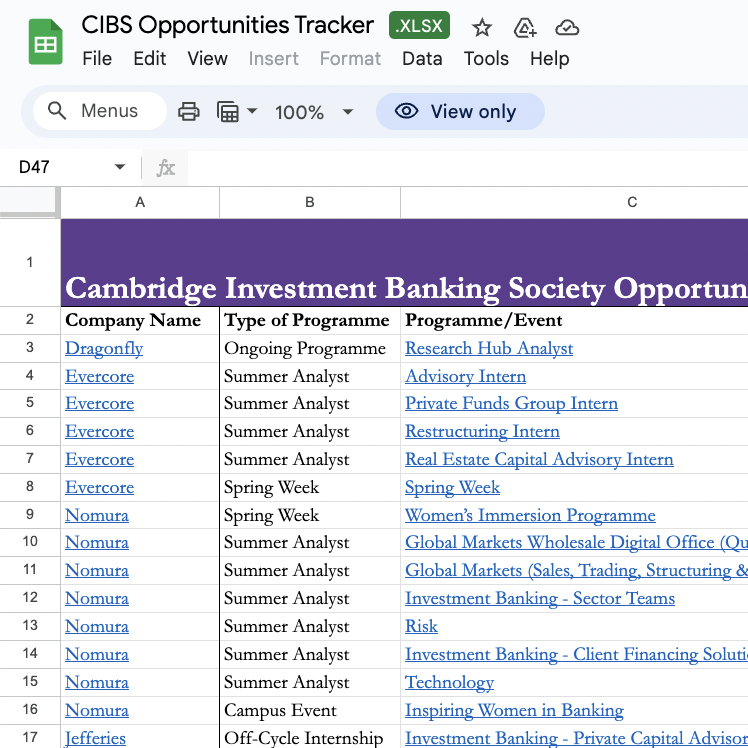 CIBS Opportunities Tracker .XLSX
File Edit View Insert Format Data Tools Help
Menus 100% View only
D47 fx
A B C
1 Cambridge Investment Banking Society Opportun
2 Company Name Type of Programme Programme/Event
3 Dragonfly Ongoing Programme Research Hub Analyst
4 Evercore Summer Analyst Advisory Intern
5 Evercore Summer Analyst Private Funds Group Intern
6 Evercore Summer Analyst Restructuring Intern
7 Evercore Summer Analyst Real Estate Capital Advisory Intern
8 Evercore Spring Week Spring Week
9 Nomura Spring Week Women’s Immersion Programme
10 Nomura Summer Analyst Global Markets Wholesale Digital Office (Qu
11 Nomura Summer Analyst Global Markets (Sales, Trading, Structuring &
12 Nomura Summer Analyst Investment Banking - Sector Teams
13 Nomura Summer Analyst Risk
14 Nomura Summer Analyst Investment Banking - Client Financing Soluti
15 Nomura Summer Analyst Technology
16 Nomura Campus Event Inspiring Women in Banking
17 Jefferies Off-Cycle Internship Investment Banking - Private Capital Advisor